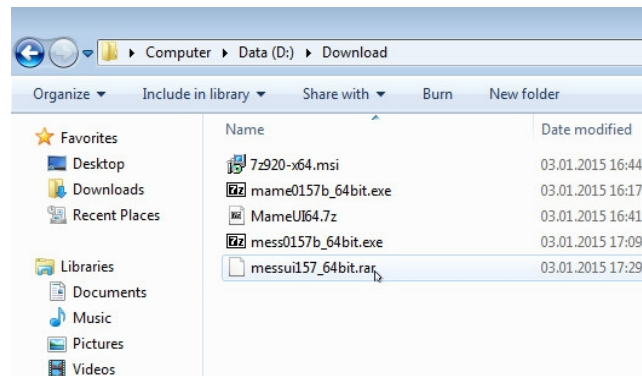 Computer ▸ Data (D:) ▸ Download
Organize ▾ Include in library ▾ Share with ▾ Burn New folder
Name Date modified
Favorites
Desktop
Downloads
Recent Places
Libraries
Documents
Music
Pictures
Videos
7z920-x64.msi 03.01.2015 16:44
mame0157b_64bit.exe 03.01.2015 16:17
MameUI64.7z 03.01.2015 16:41
mess0157b_64bit.exe 03.01.2015 17:09
messui157_64bit.rar 03.01.2015 17:29